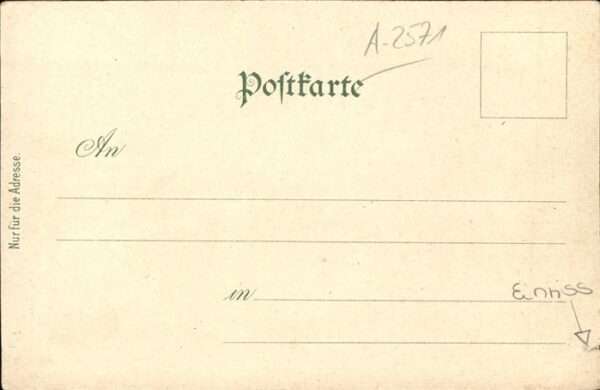 A-2571
Postkarte
An
Nur für die Adresse.
in
Einriss